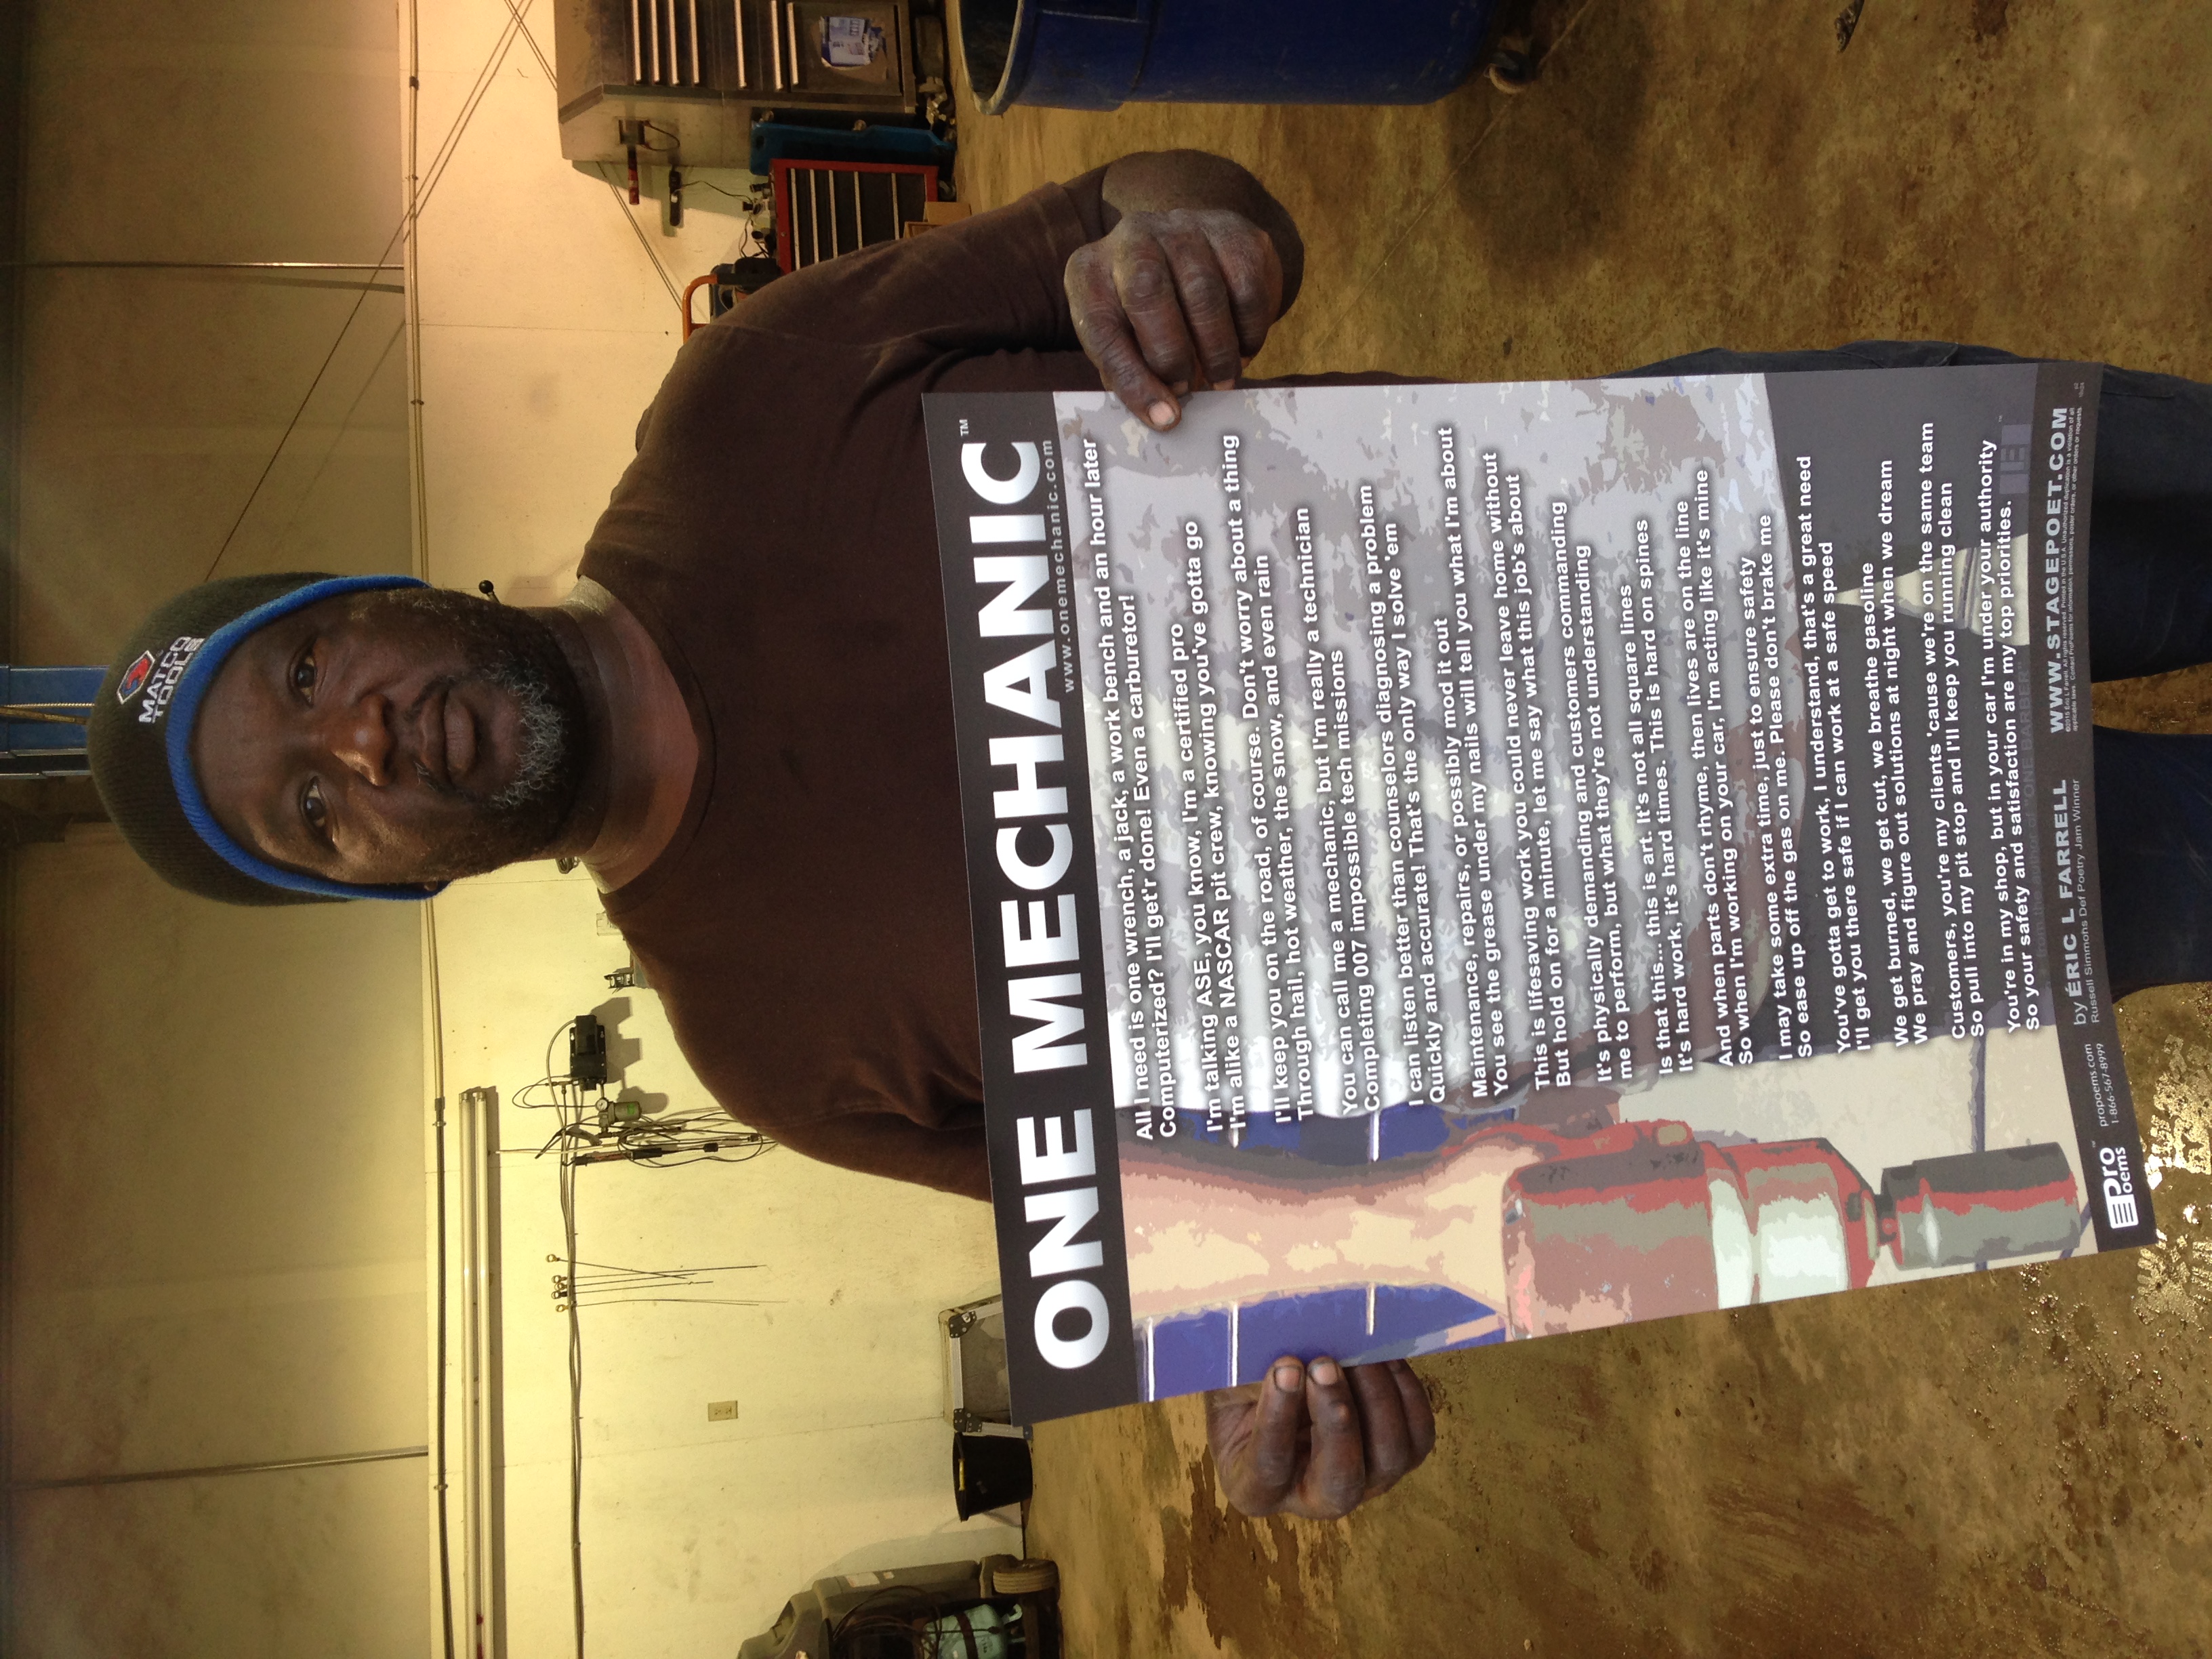 MATCO
TOOLS
ONE MECHANIC™
www.onemechanic.com
All I need is one wrench, a jack, a work bench and an hour later
Computerized? I'll get'r done! Even a carburetor!
I'm talking ASE, you know, I'm a certified pro
I'm alike a NASCAR pit crew, knowing you've gotta go
I'll keep you on the road, of course. Don't worry about a thing
Through hail, hot weather, the snow, and even rain
You can call me a mechanic, but I'm really a technician
Completing 007 impossible tech missions
I can listen better than counselors diagnosing a problem
Quickly and accurate! That's the only way I solve 'em
Maintenance, repairs, or possibly mod it out
You see the grease under my nails will tell you what I'm about
This is lifesaving work you could never leave home without
But hold on for a minute, let me say what this job's about
It's physically demanding and customers commanding
me to perform, but what they're not understanding
Is that this... this is art. It's not all square lines
It's hard work, it's hard times. This is hard on spines
And when parts don't rhyme, then lives are on the line
So when I'm working on your car, I'm acting like it's mine
I may take some extra time, just to ensure safety
So ease up off the gas on me. Please don't brake me
You've gotta get to work, I understand, that's a great need
I'll get you there safe if I can work at a safe speed
We get burned, we get cut, we breathe gasoline
We pray and figure out solutions at night when we dream
Customers, you're my clients 'cause we're on the same team
So pull into my pit stop and I'll keep you running clean
You're in my shop, but in your car I'm under your authority
So your safety and satisfaction are my top priorities.
from the author of "ONE BARBER"
Pro
Poems
propoems.com
1-866-567-8999
by ERIC L FARRELL
Russell Simmons Def Poetry Jam Winner
WWW.STAGEPOET.COM